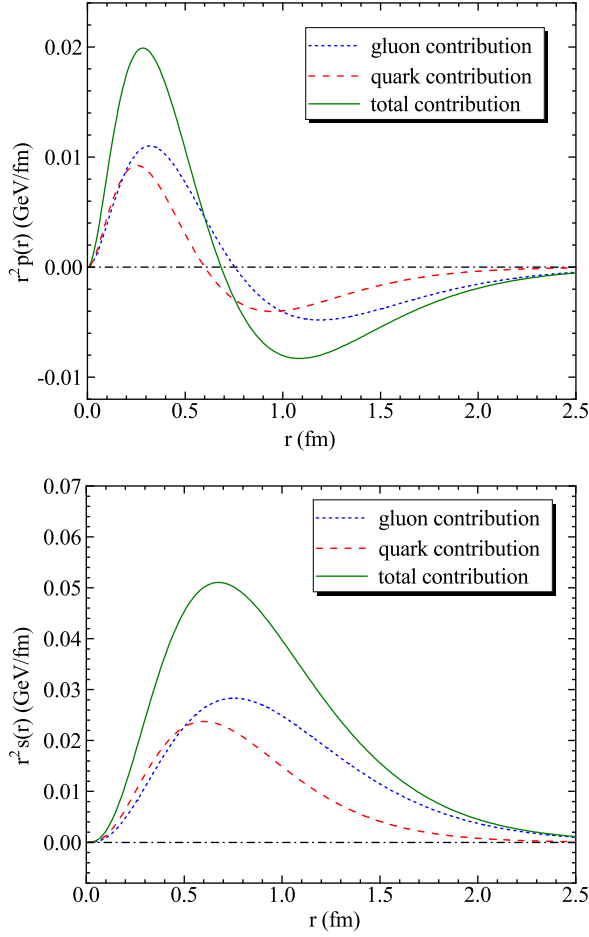 0.02
0.01
0.00
-0.01
r²p(r) (GeV/fm)
gluon contribution
quark contribution
total contribution
0.0 0.5 1.0 1.5 2.0 2.5
r (fm)
0.07
0.06
0.05
0.04
0.03
0.02
0.01
0.00
r²s(r) (GeV/fm)
gluon contribution
quark contribution
total contribution
0.0 0.5 1.0 1.5 2.0 2.5
r (fm)